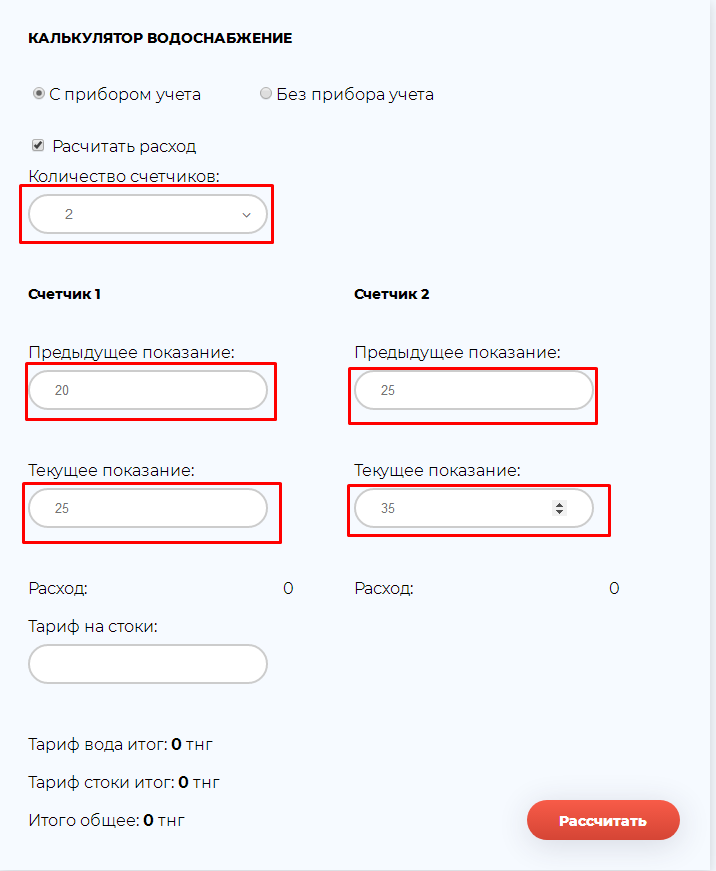 КАЛЬКУЛЯТОР ВОДОСНАБЖЕНИЕ
С прибором учета Без прибора учета
Расчитать расход
Количество счетчиков:
2
Счетчик 1 Счетчик 2
Предыдущее показание: Предыдущее показание:
20 25
Текущее показание: Текущее показание:
25 35
Расход: 0 Расход: 0
Тариф на стоки:
Тариф вода итог: 0 тнг
Тариф стоки итог: 0 тнг
Итого общее: 0 тнг
Рассчитать